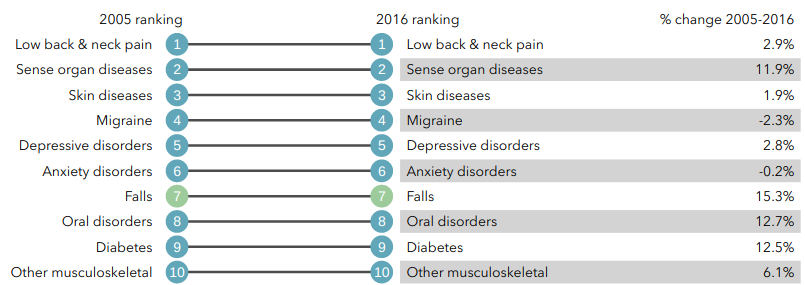 2005 ranking 2016 ranking % change 2005-2016
Low back & neck pain 1 1 Low back & neck pain 2.9%
Sense organ diseases 2 2 Sense organ diseases 11.9%
Skin diseases 3 3 Skin diseases 1.9%
Migraine 4 4 Migraine -2.3%
Depressive disorders 5 5 Depressive disorders 2.8%
Anxiety disorders 6 6 Anxiety disorders -0.2%
Falls 7 7 Falls 15.3%
Oral disorders 8 8 Oral disorders 12.7%
Diabetes 9 9 Diabetes 12.5%
Other musculoskeletal 10 10 Other musculoskeletal 6.1%